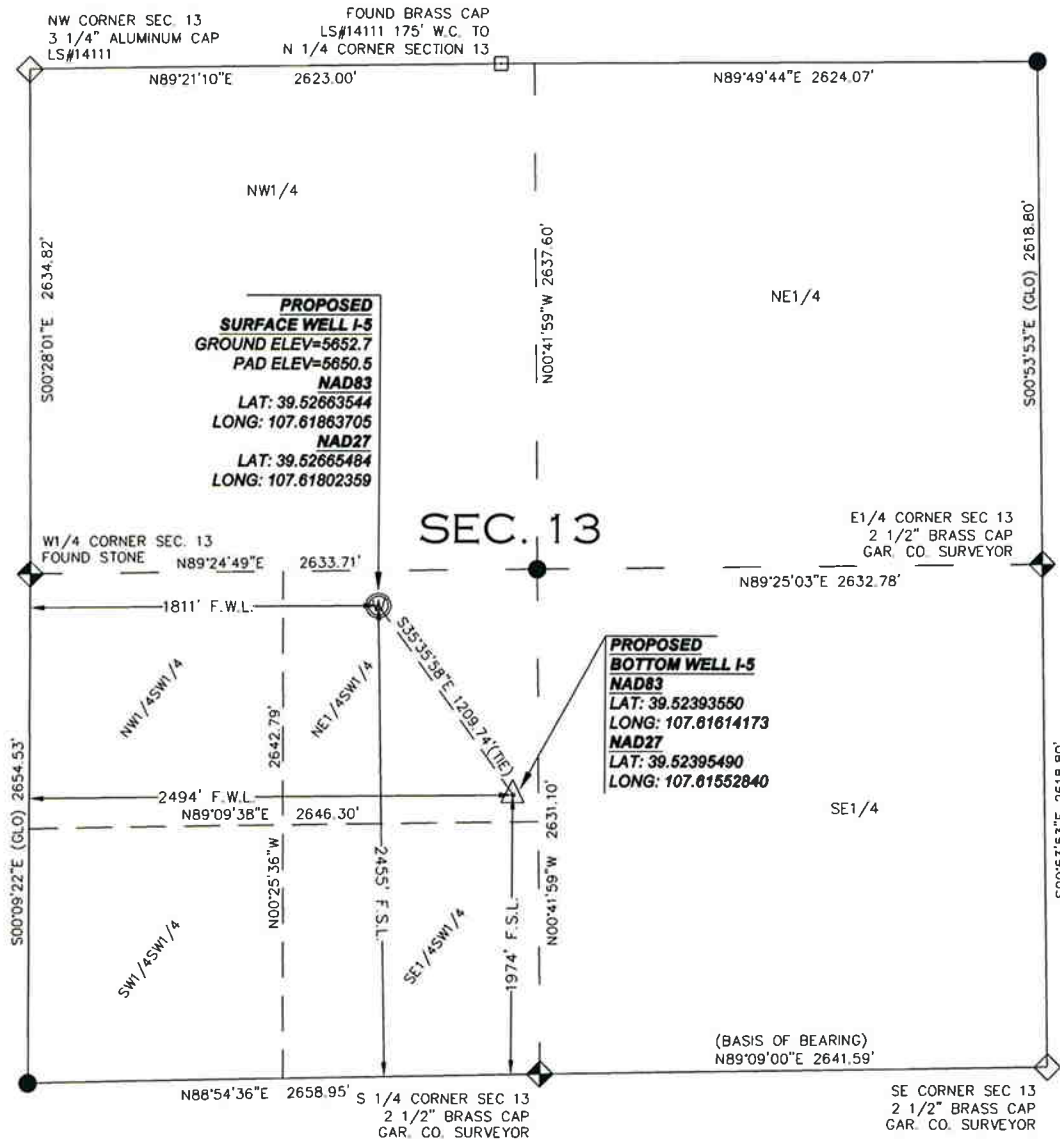 NW CORNER SEC. 13
3 1/4" ALUMINUM CAP
LS#14111
FOUND BRASS CAP
LS#14111 175' W.C. TO
N 1/4 CORNER SECTION 13
N89°21'10"E 2623.00'
N89°49'44"E 2624.07'
NW1/4
S00°28'01"E 2634.82'
N00°41'59"W 2637.60'
NE1/4
S00°53'53"E (GLO) 2618.80'
PROPOSED
SURFACE WELL I-5
GROUND ELEV=5652.7
PAD ELEV=5650.5
NAD83
LAT: 39.52663544
LONG: 107.61863705
NAD27
LAT: 39.52665484
LONG: 107.61802359
SEC. 13
W1/4 CORNER SEC. 13
FOUND STONE
N89°24'49"E 2633.71'
E1/4 CORNER SEC 13
2 1/2" BRASS CAP
GAR. CO. SURVEYOR
N89°25'03"E 2632.78'
1811' F.W.L.
S35°35'58"E 1209.74'(TIE)
NW1/4SW1/4
NE1/4SW1/4
2642.79'
PROPOSED
BOTTOM WELL I-5
NAD83
LAT: 39.52393550
LONG: 107.61614173
NAD27
LAT: 39.52395490
LONG: 107.61552840
S00°09'22"E (GLO) 2654.53'
2494' F.W.L.
N89°09'38"E 2646.30'
2631.10'
SE1/4
N00°25'36"W
2455' F.S.L.
1974' F.S.L.
N00°41'59"W
SW1/4SW1/4
SE1/4SW1/4
(BASIS OF BEARING)
N89°09'00"E 2641.59'
N88°54'36"E 2658.95'
S 1/4 CORNER SEC 13
2 1/2" BRASS CAP
GAR. CO. SURVEYOR
SE CORNER SEC 13
2 1/2" BRASS CAP
GAR. CO. SURVEYOR